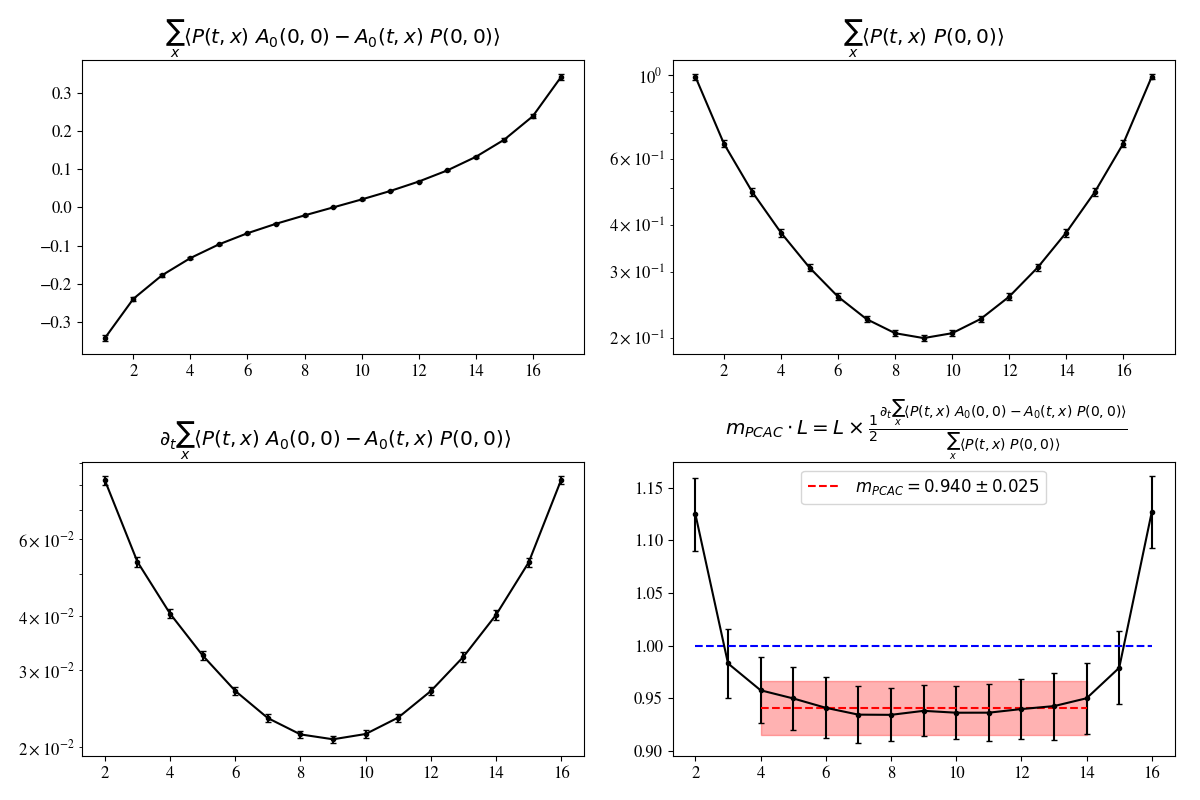 ∑_x ⟨P(t, x) A_0(0, 0) − A_0(t, x) P(0, 0)⟩
0.3
0.2
0.1
0.0
−0.1
−0.2
−0.3
2 4 6 8 10 12 14 16
∑_x ⟨P(t, x) P(0, 0)⟩
10^0
6 × 10^−1
4 × 10^−1
3 × 10^−1
2 × 10^−1
2 4 6 8 10 12 14 16
∂_t ∑_x ⟨P(t, x) A_0(0, 0) − A_0(t, x) P(0, 0)⟩
6 × 10^−2
4 × 10^−2
3 × 10^−2
2 × 10^−2
2 4 6 8 10 12 14 16
m_PCAC · L = L × 1/2 ∂_t ∑_x ⟨P(t, x) A_0(0, 0) − A_0(t, x) P(0, 0)⟩ / ∑_x ⟨P(t, x) P(0, 0)⟩
m_PCAC = 0.940 ± 0.025
1.15
1.10
1.05
1.00
0.95
0.90
2 4 6 8 10 12 14 16